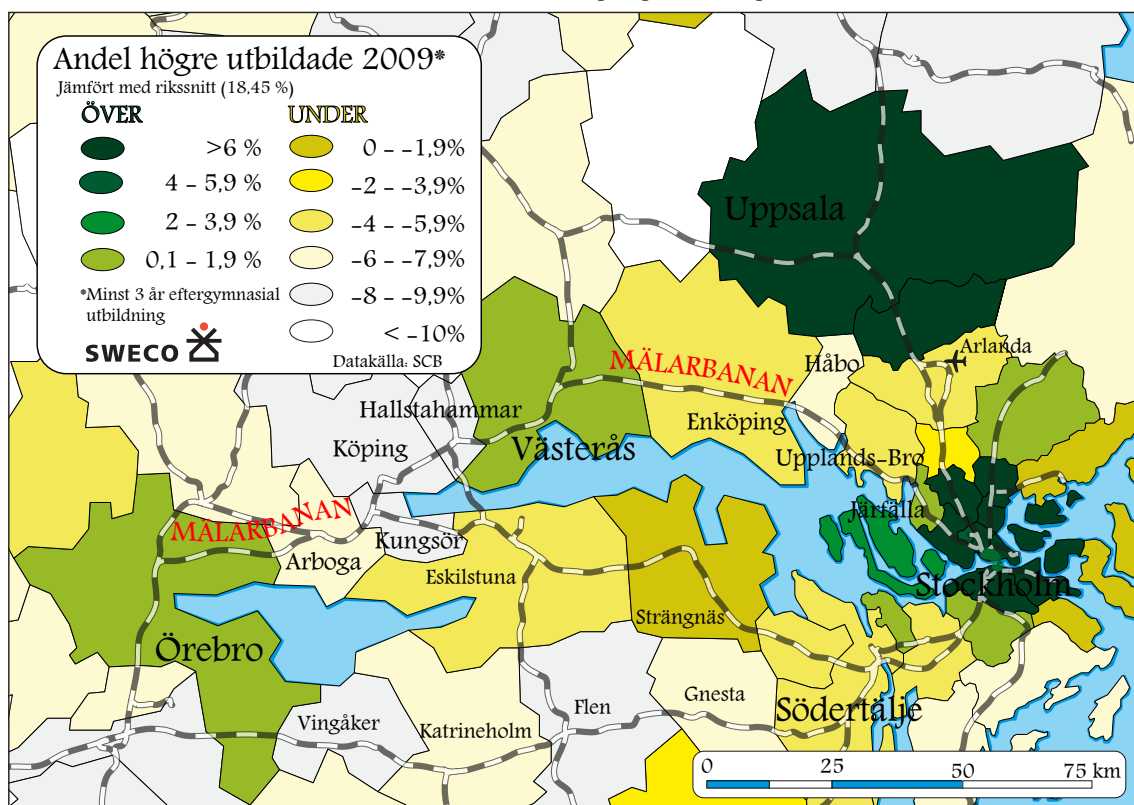 Andel högre utbildade 2009*
Jämfört med rikssnitt (18,45 %)
ÖVER
UNDER
>6 %
0 - -1,9%
4 - 5,9 %
-2 - -3,9%
2 - 3,9 %
-4 - -5,9%
0,1 - 1,9 %
-6 - -7,9%
*Minst 3 år eftergymnasial
utbildning
-8 - -9,9%
< -10%
SWECO
Datakälla: SCB
Uppsala
Arlanda
Håbo
MÄLARBANAN
Hallstahammar
Enköping
Köping
Västerås
Upplands-Bro
Järfälla
MÄLARBANAN
Kungsör
Arboga
Eskilstuna
Stockholm
Strängnäs
Örebro
Gnesta
Flen
Södertälje
Vingåker
Katrineholm
0 25 50 75 km